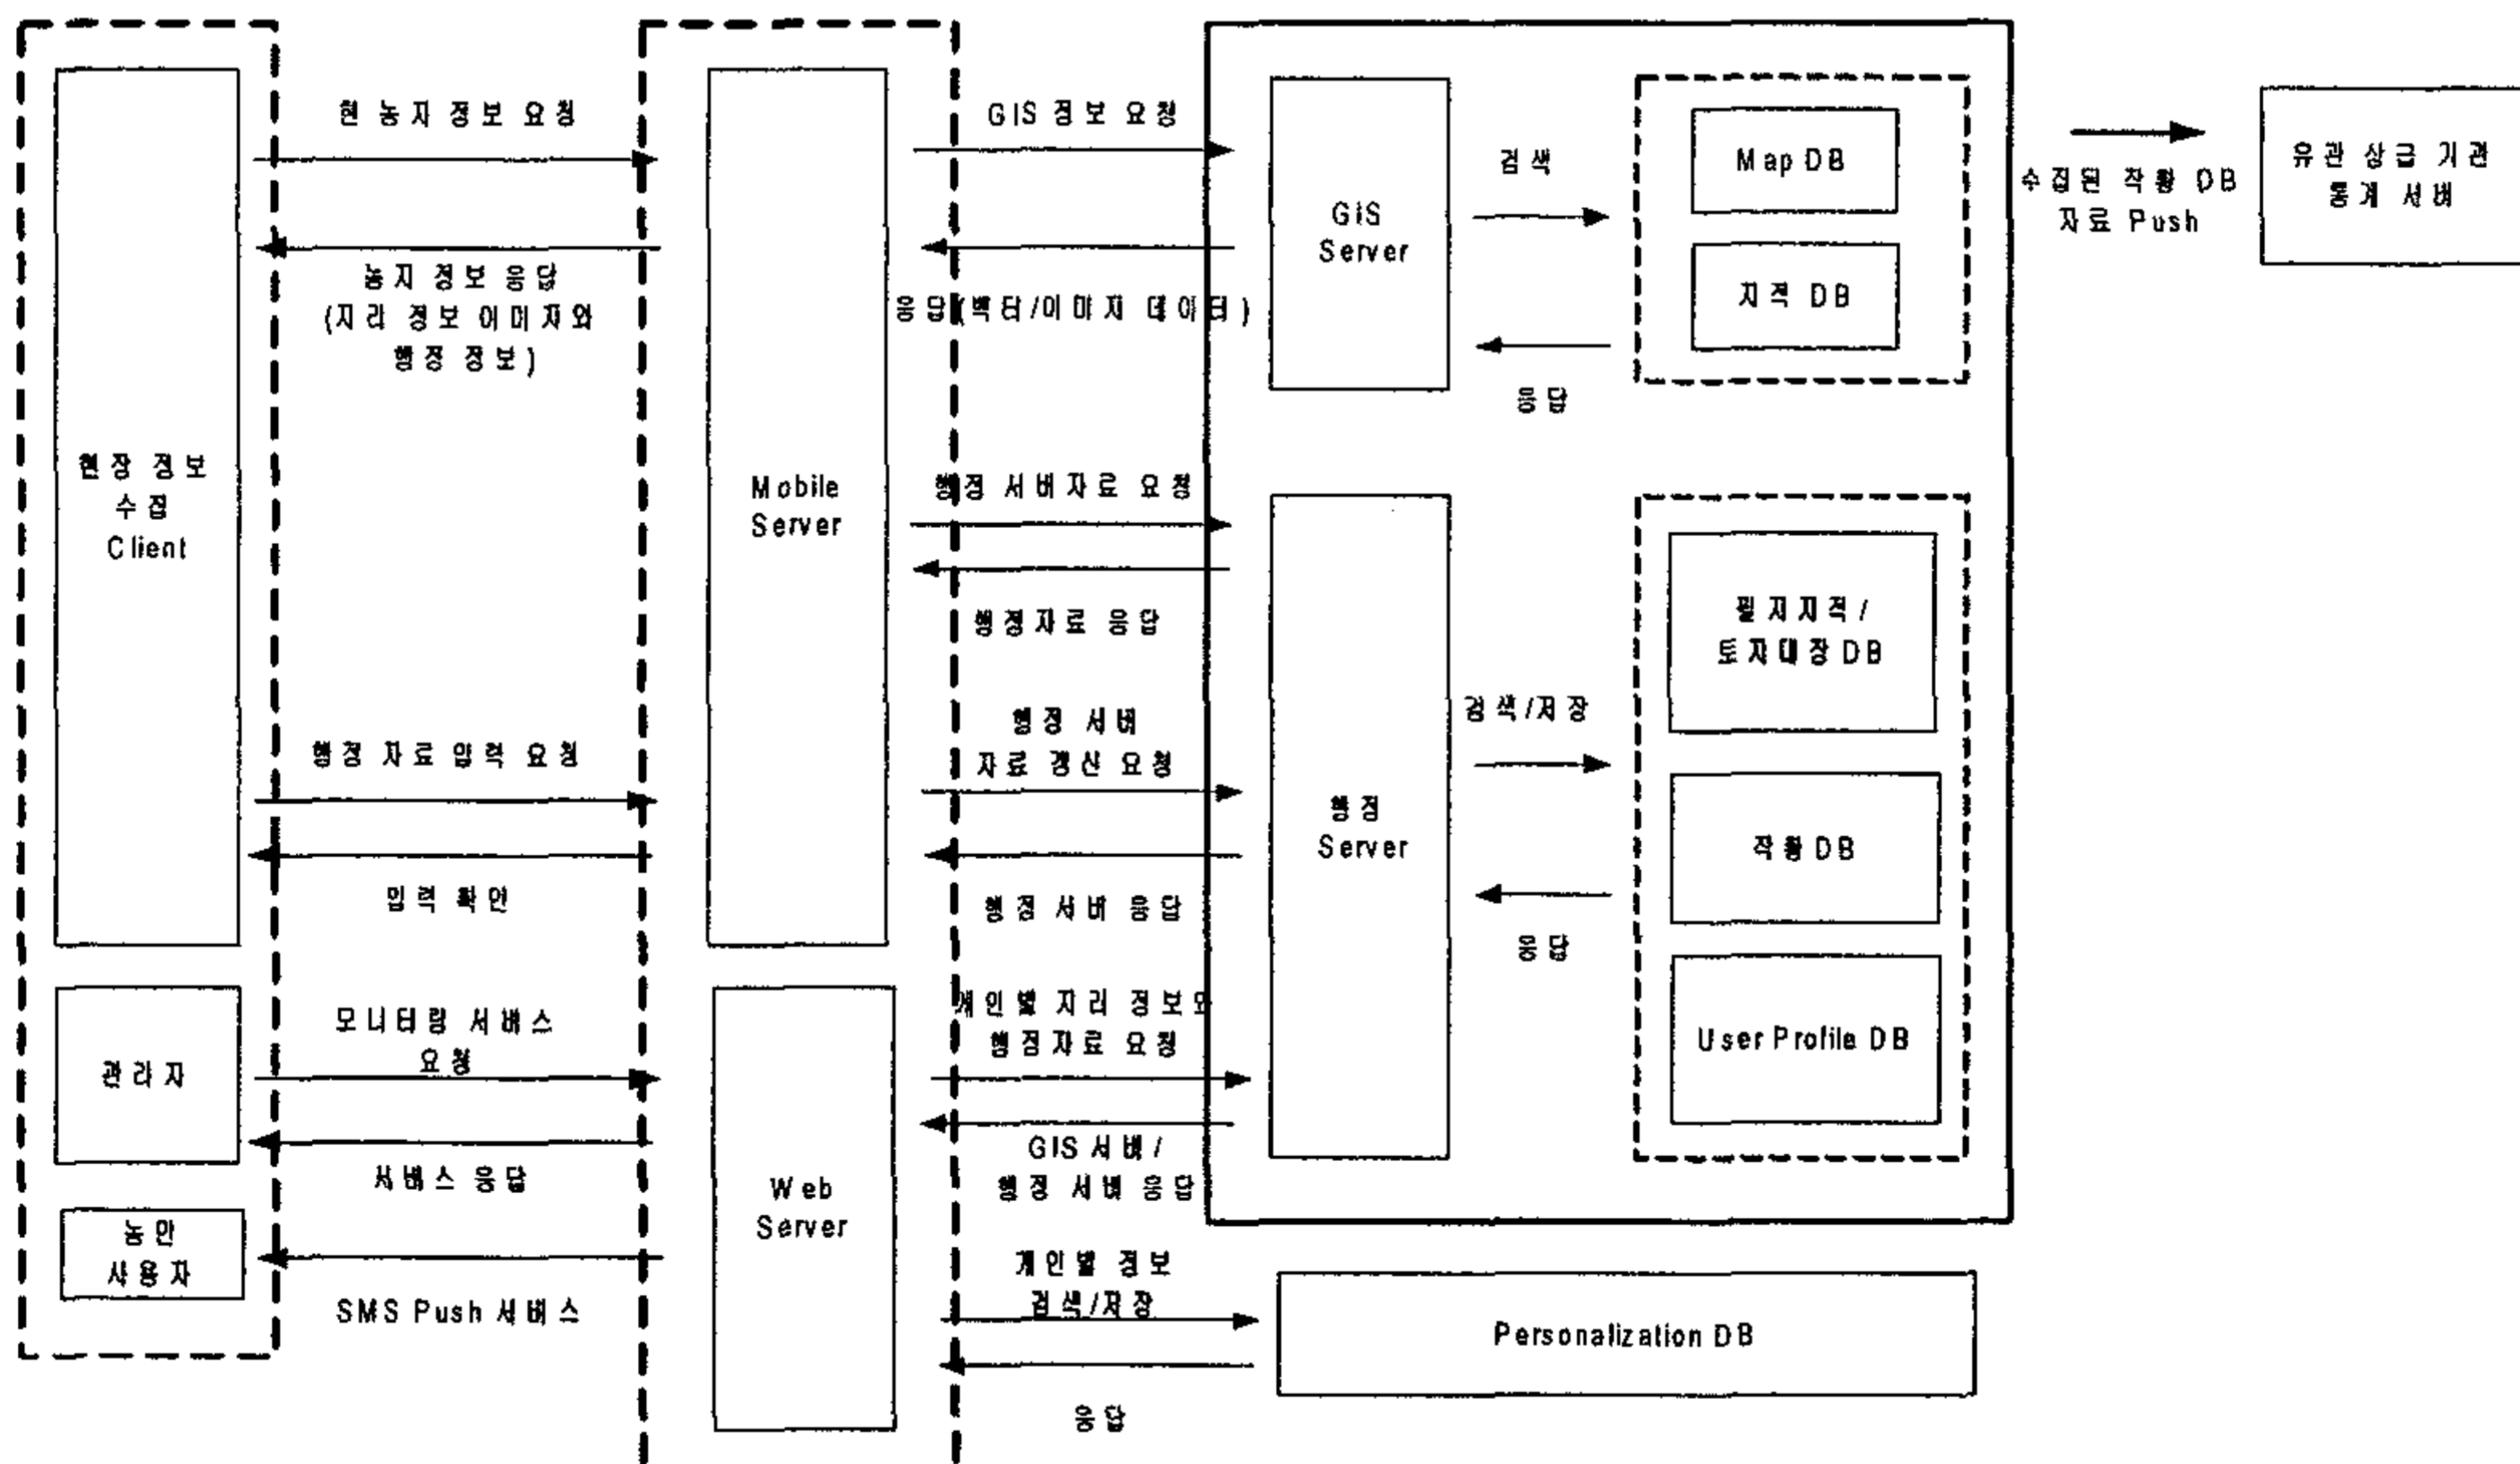 현장 정보
수집
Client
관리자
농민
사용자
현 농지 정보 요청
농지 정보 응답
(지리 정보 이미지와
행정 정보)
행정 자료 입력 요청
입력 확인
모니터링 서비스
요청
서비스 응답
SMS Push 서비스
Mobile
Server
Web
Server
GIS 정보 요청
응답(벡터/이미지 데이터)
행정 서버자료 요청
행정자료 응답
행정 서버
자료 갱신 요청
행정 서버 응답
개인별 지리 정보와
행정자료 요청
GIS 서버/
행정 서버 응답
개인별 정보
검색/저장
응답
GIS
Server
검색
응답
Map DB
지적 DB
행정
Server
검색/저장
응답
필지지적/
토지대장DB
작황DB
User Profile DB
Personalization DB
수집된 작황 DB
자료 Push
유관 상급 기관
통계 서버